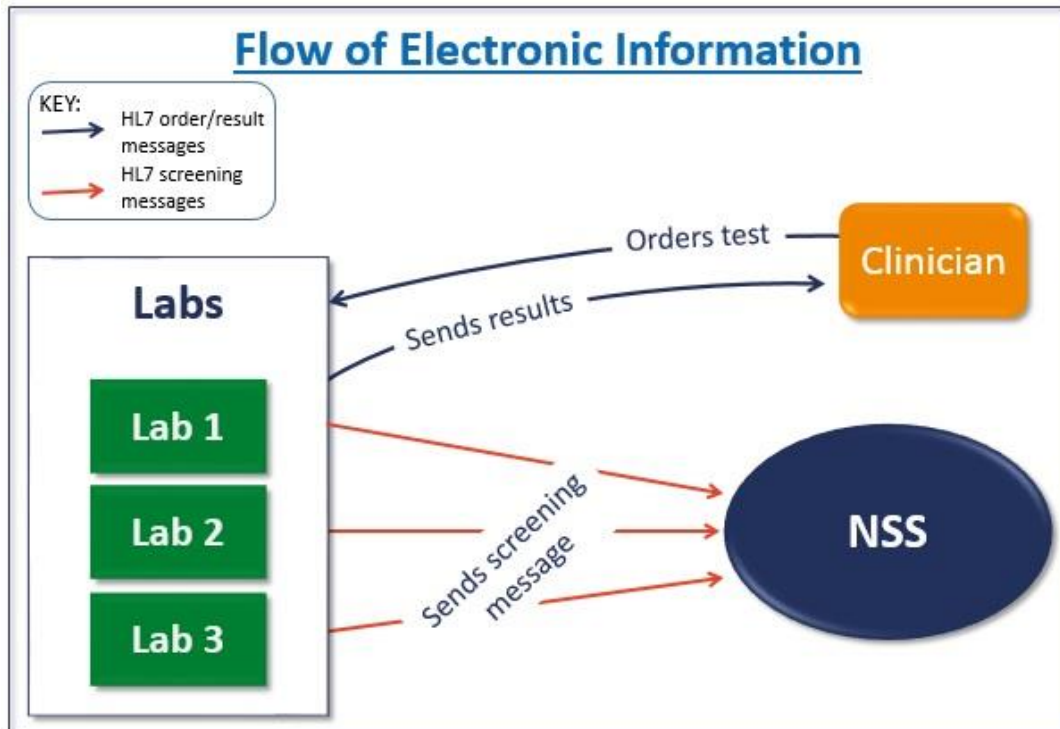 Flow of Electronic Information
KEY:
HL7 order/result
messages
HL7 screening
messages
Orders test
Clinician
Labs
Sends results
Lab 1
Lab 2
Lab 3
Sends screening
message
NSS